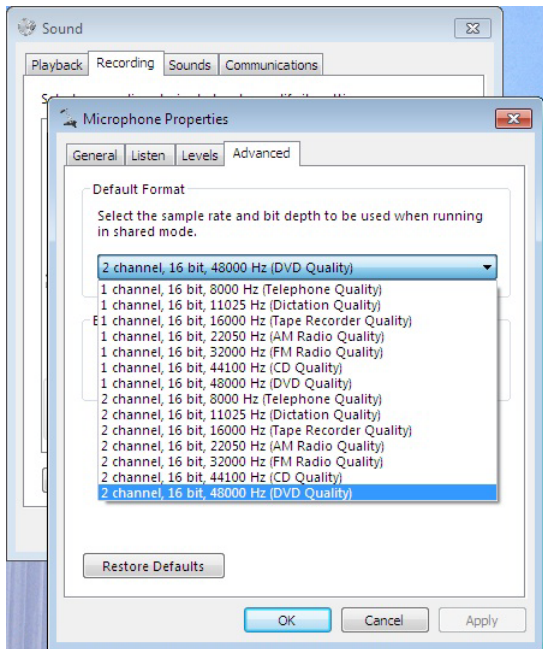 Sound
Playback Recording Sounds Communications
Microphone Properties
General Listen Levels Advanced
Default Format
Select the sample rate and bit depth to be used when running
in shared mode.
2 channel, 16 bit, 48000 Hz (DVD Quality)
1 channel, 16 bit, 8000 Hz (Telephone Quality)
1 channel, 16 bit, 11025 Hz (Dictation Quality)
1 channel, 16 bit, 16000 Hz (Tape Recorder Quality)
1 channel, 16 bit, 22050 Hz (AM Radio Quality)
1 channel, 16 bit, 32000 Hz (FM Radio Quality)
1 channel, 16 bit, 44100 Hz (CD Quality)
1 channel, 16 bit, 48000 Hz (DVD Quality)
2 channel, 16 bit, 8000 Hz (Telephone Quality)
2 channel, 16 bit, 11025 Hz (Dictation Quality)
2 channel, 16 bit, 16000 Hz (Tape Recorder Quality)
2 channel, 16 bit, 22050 Hz (AM Radio Quality)
2 channel, 16 bit, 32000 Hz (FM Radio Quality)
2 channel, 16 bit, 44100 Hz (CD Quality)
2 channel, 16 bit, 48000 Hz (DVD Quality)
Restore Defaults
OK Cancel Apply